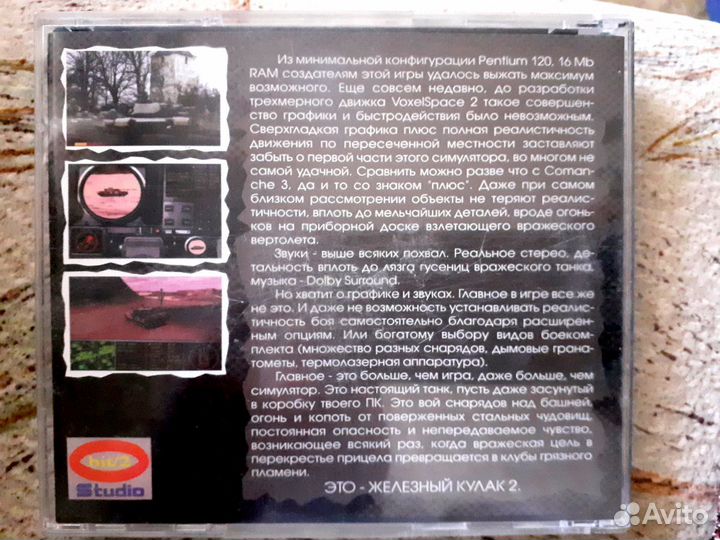 Из минимальной конфигурации Pentium 120, 16 Mb
RAM создателям этой игры удалось выжать максимум
возможного. Еще совсем недавно, до разработки
трехмерного движка VoxelSpace 2 такое совершен-
ство графики и быстродействия было невозможным.
Сверхгладкая графика плюс полная реалистичность
движения по пересеченной местности заставляют
забыть о первой части этого симулятора, во многом не
самой удачной. Сравнить можно разве что с Coman-
che 3, да и то со знаком "плюс". Даже при самом
близком рассмотрении объекты не теряют реалис-
тичности, вплоть до мельчайших деталей, вроде огонь-
ков на приборной доске взлетающего вражеского
вертолета.
Звуки - выше всяких похвал. Реальное стерео, де-
тальность вплоть до лязга гусениц вражеского танка,
музыка - Dolby Surround.
Но хватит о графике и звуках. Главное в игре все же
не это. И даже не возможность устанавливать реалис-
тичность боя самостоятельно благодаря расширен-
ным опциям. Или богатому выбору видов боеком-
плекта (множество разных снарядов, дымовые грана-
тометы, термолазерная аппаратура).
Главное - это больше, чем игра, даже больше, чем
симулятор. Это настоящий танк, пусть даже засунутый
в коробку твоего ПК. Это вой снарядов над башней,
огонь и копоть от поверженных стальных чудовищ,
постоянная опасность и непередаваемое чувство,
возникающее всякий раз, когда вражеская цель в
перекрестье прицела превращается в клубы грязного
пламени.
ЭТО - ЖЕЛЕЗНЫЙ КУЛАК 2.
Studio
Avito